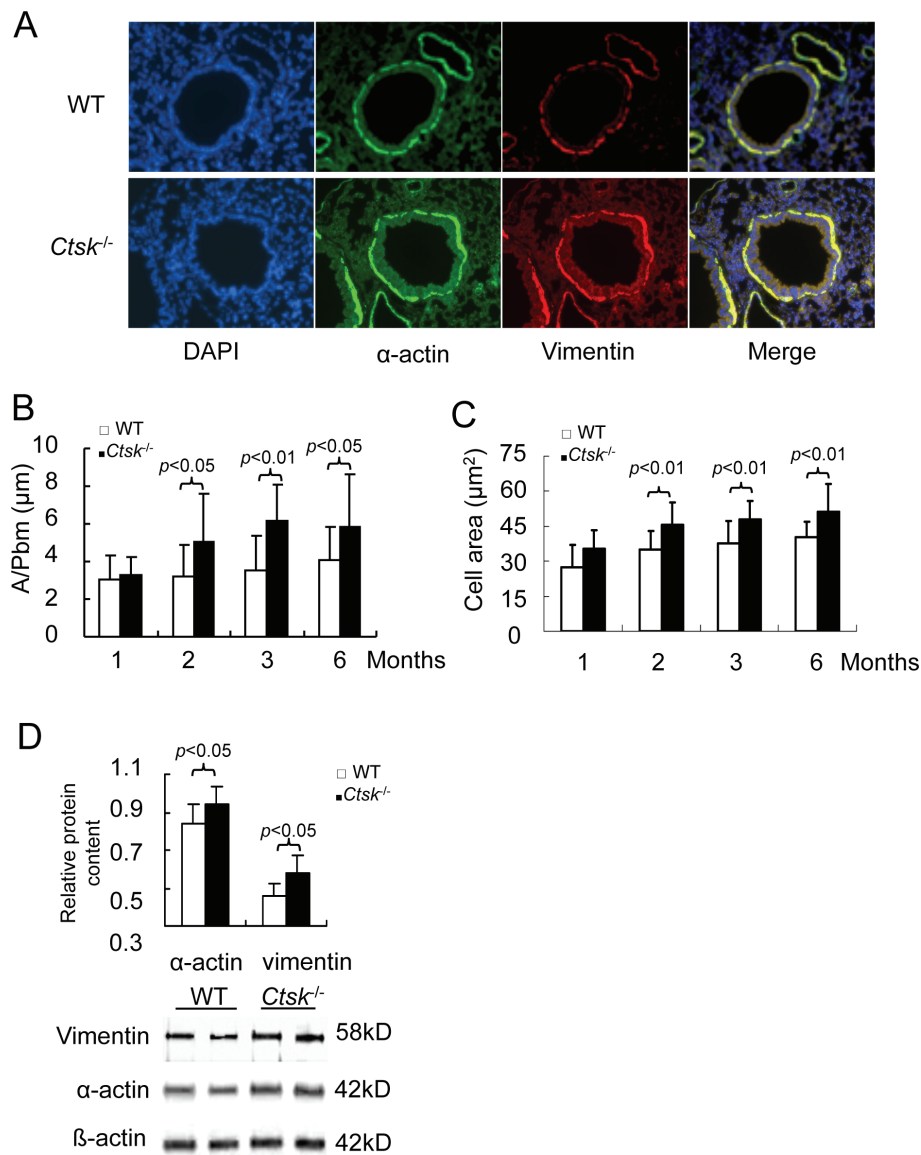 A
WT
Ctsk-/-
DAPI α-actin Vimentin Merge
B
WT
Ctsk-/-
A/Pbm (μm)
10
8
6
4
2
0
p<0.05 p<0.01 p<0.05
1 2 3 6 Months
C
WT
Ctsk-/-
Cell area (μm²)
75
60
45
30
15
0
p<0.01 p<0.01 p<0.01
1 2 3 6 Months
D
WT
Ctsk-/-
Relative protein
content
1.1
0.9
0.7
0.5
0.3
p<0.05
p<0.05
α-actin vimentin
WT Ctsk-/-
Vimentin 58kD
α-actin 42kD
ß-actin 42kD